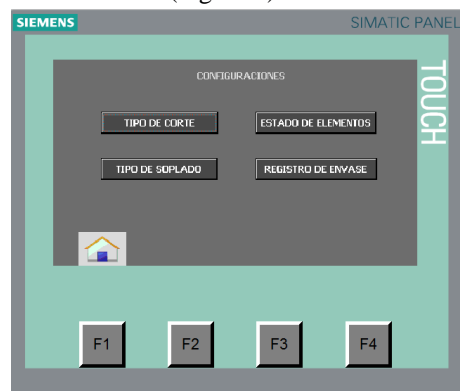 SIEMENS SIMATIC PANEL
TOUCH
CONFIGURACIONES
TIPO DE CORTE ESTADO DE ELEMENTOS
TIPO DE SOPLADO REGISTRO DE ENVASE
F1 F2 F3 F4